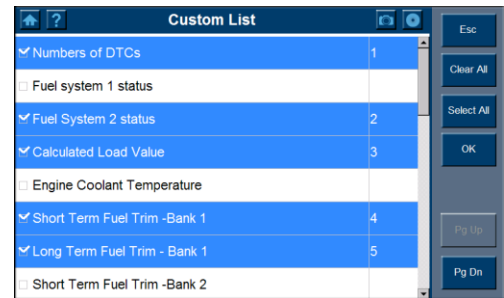 ? Custom List
Numbers of DTCs 1
Fuel system 1 status
Fuel System 2 status 2
Calculated Load Value 3
Engine Coolant Temperature
Short Term Fuel Trim -Bank 1 4
Long Term Fuel Trim - Bank 1 5
Short Term Fuel Trim -Bank 2
Esc
Clear All
Select All
OK
Pg Up
Pg Dn